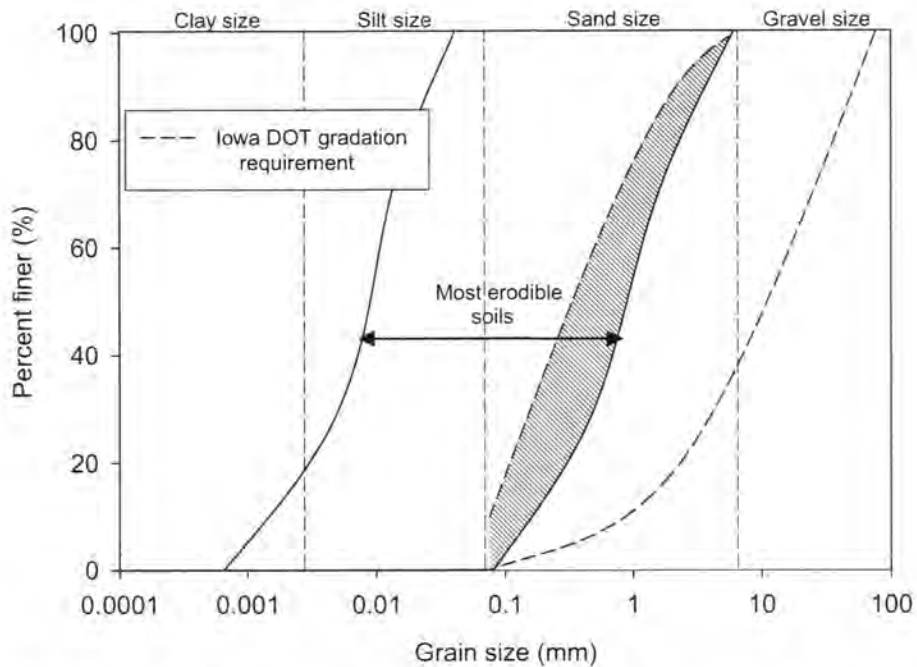 Clay size Silt size Sand size Gravel size
100
80
60
40
20
0
Percent finer (%)
Iowa DOT gradation
requirement
Most erodible
soils
0.0001 0.001 0.01 0.1 1 10 100
Grain size (mm)